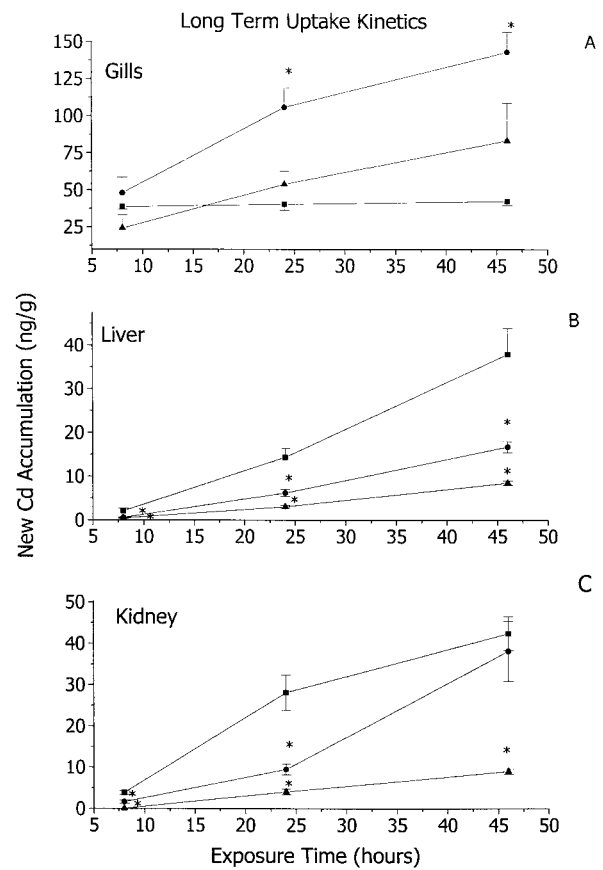 Long Term Uptake Kinetics
A
Gills
150
125
100
75
50
25
5 10 15 20 25 30 35 40 45 50
B
Liver
40
30
20
10
0
5 10 15 20 25 30 35 40 45 50
New Cd Accumulation (ng/g)
C
Kidney
50
40
30
20
10
0
5 10 15 20 25 30 35 40 45 50
Exposure Time (hours)